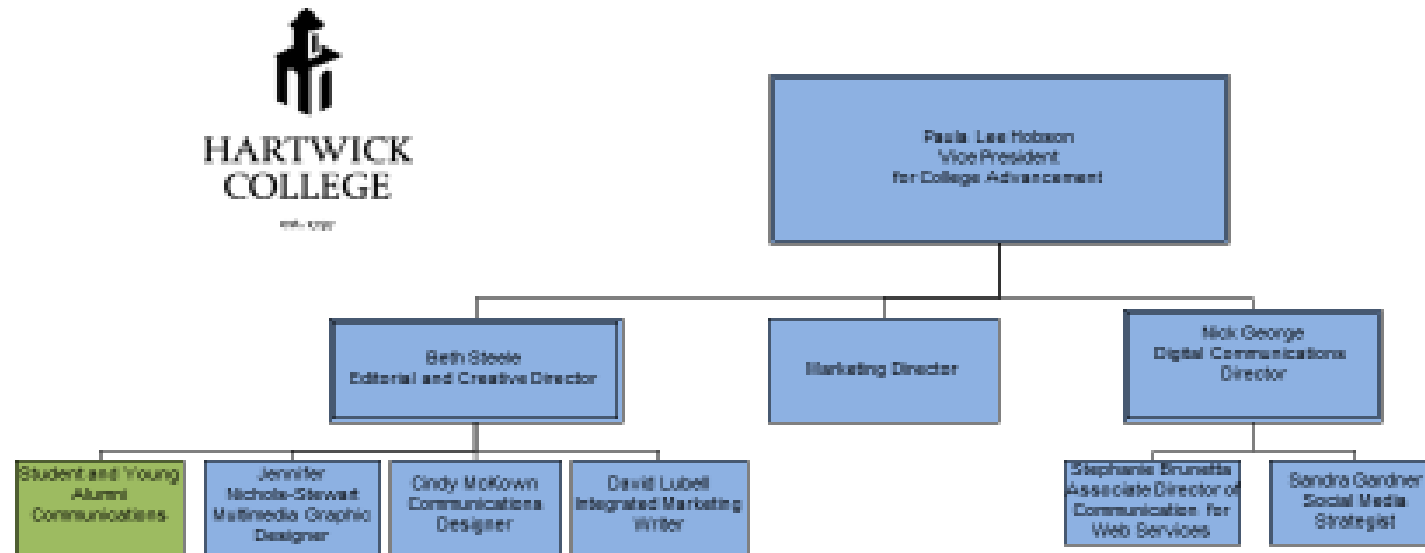 HARTWICK
COLLEGE
Paula Lee Hobson
Vice President
for College Advancement
Beth Steele
Editorial and Creative Director
Marketing Director
Nick George
Digital Communications
Director
Student and Young
Alumni
Communications
Jennifer
Nichols-Stewart
Multimedia Graphic
Designer
Cindy McKown
Communications
Designer
David Lubell
Integrated Marketing
Writer
Stephanie Brunetta
Associate Director of
Communication for
Web Services
Sandra Gardner
Social Media
Strategist